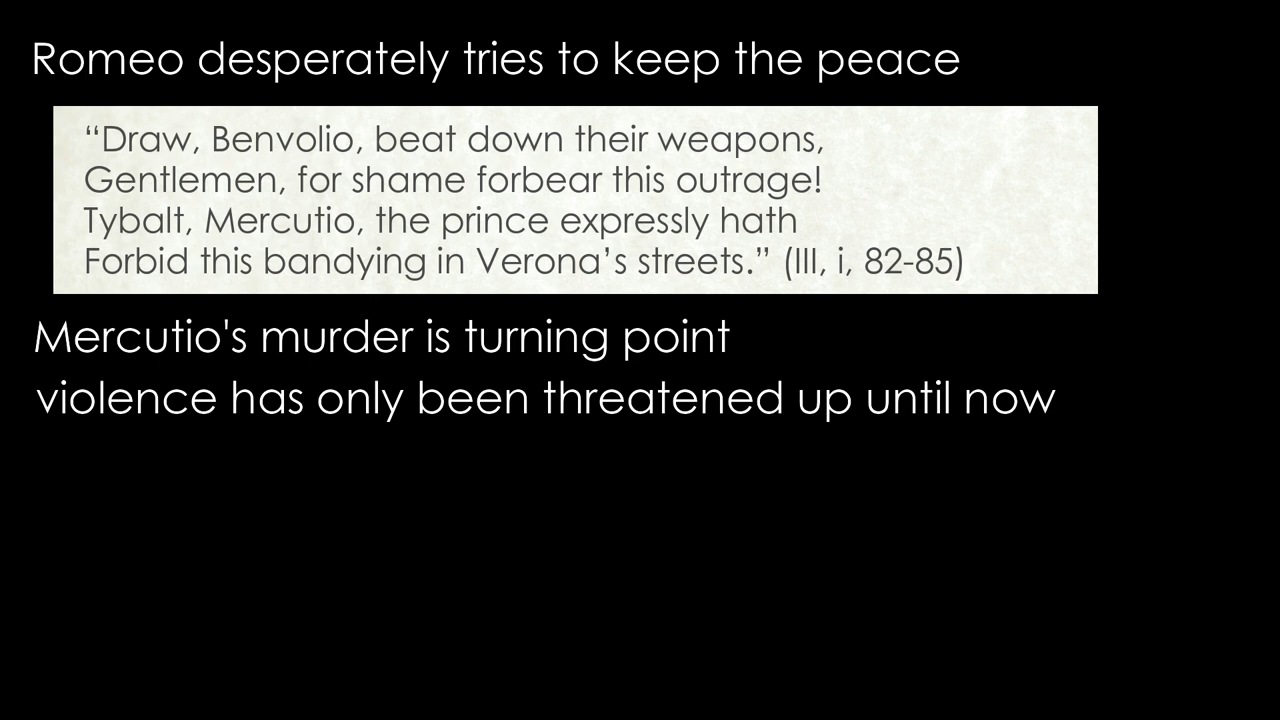 Romeo desperately tries to keep the peace
“Draw, Benvolio, beat down their weapons,
Gentlemen, for shame forbear this outrage!
Tybalt, Mercutio, the prince expressly hath
Forbid this bandying in Verona’s streets.” (III, i, 82-85)
Mercutio's murder is turning point
violence has only been threatened up until now